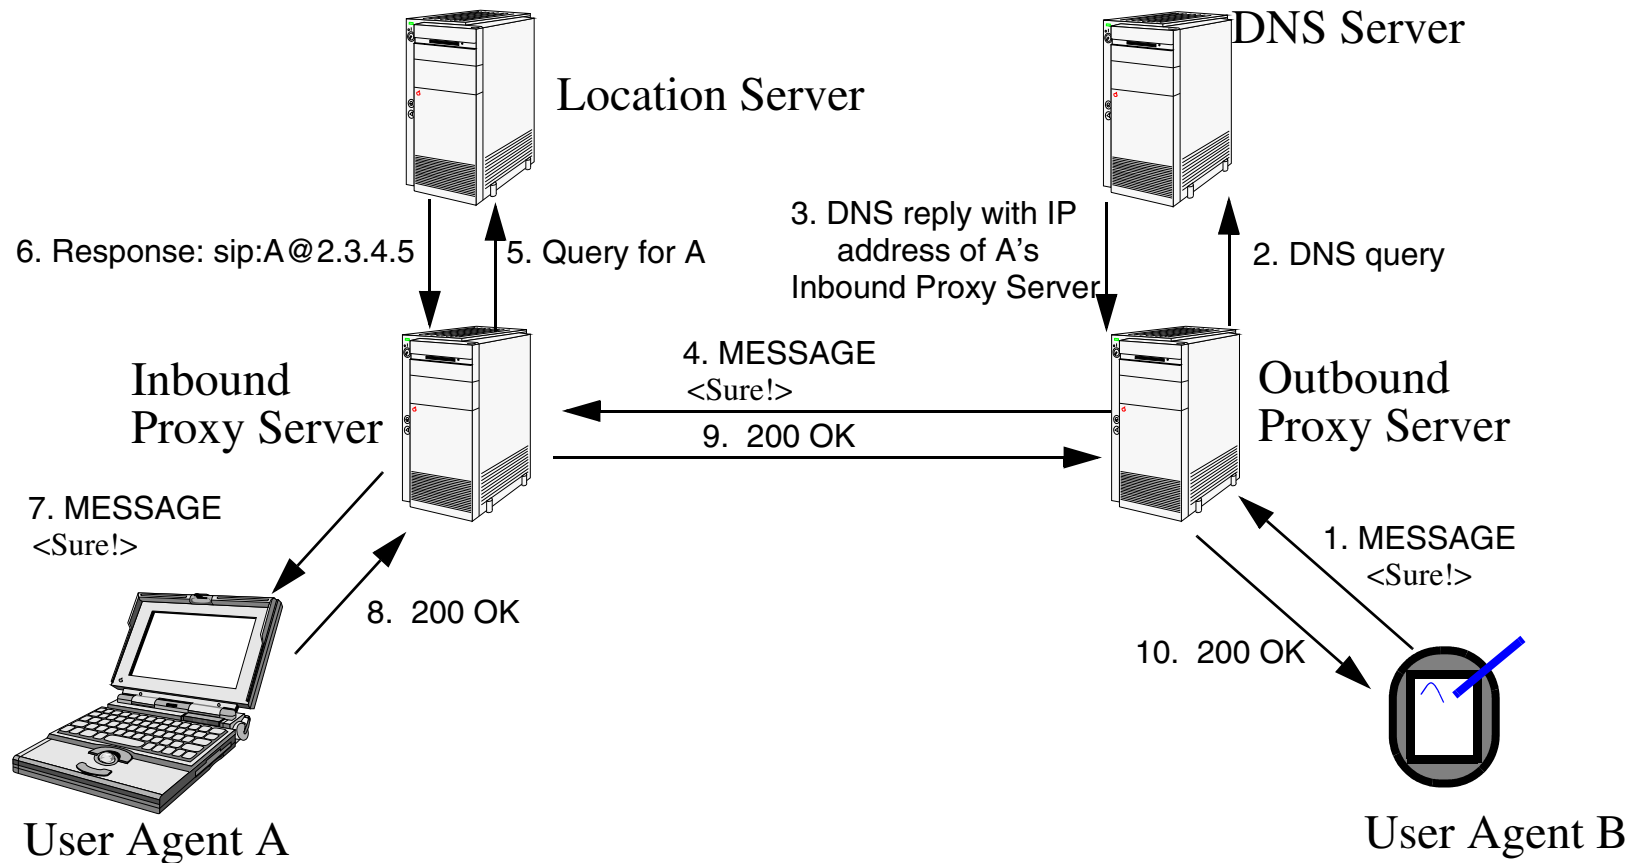 DNS Server
Location Server
3. DNS reply with IP
address of A's
Inbound Proxy Server
6. Response: sip:A@2.3.4.5
5. Query for A
2. DNS query
4. MESSAGE
<Sure!>
Inbound
Proxy Server
Outbound
Proxy Server
9. 200 OK
7. MESSAGE
<Sure!>
1. MESSAGE
<Sure!>
8. 200 OK
10. 200 OK
User Agent A
User Agent B